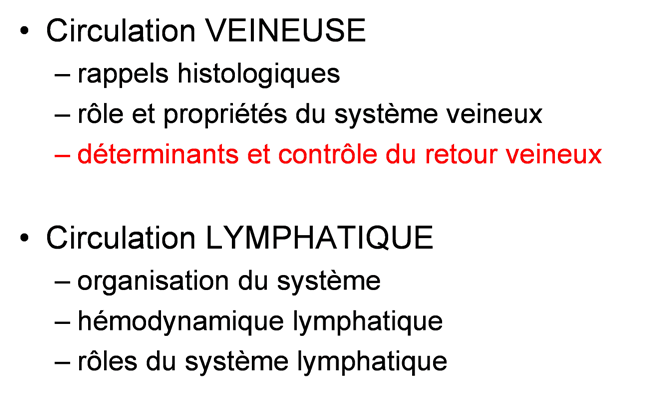 • Circulation VEINEUSE
– rappels histologiques
– rôle et propriétés du système veineux
– déterminants et contrôle du retour veineux
• Circulation LYMPHATIQUE
– organisation du système
– hémodynamique lymphatique
– rôles du système lymphatique